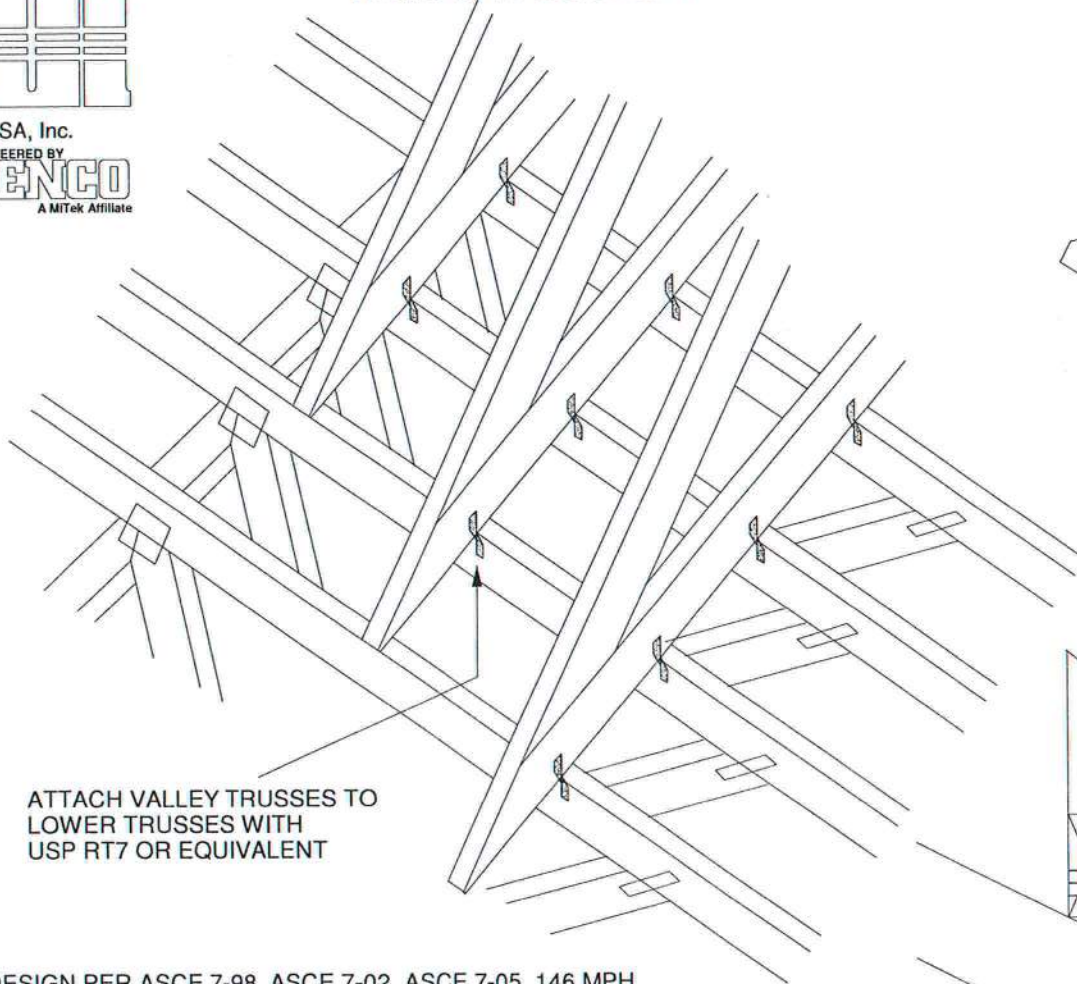 SA, Inc.
EERED BY
ENCO
A MiTek Affiliate
ATTACH VALLEY TRUSSES TO
LOWER TRUSSES WITH
USP RT7 OR EQUIVALENT
DESIGN PER ASCE 7-98, ASCE 7-02, ASCE 7-05 146 MPH